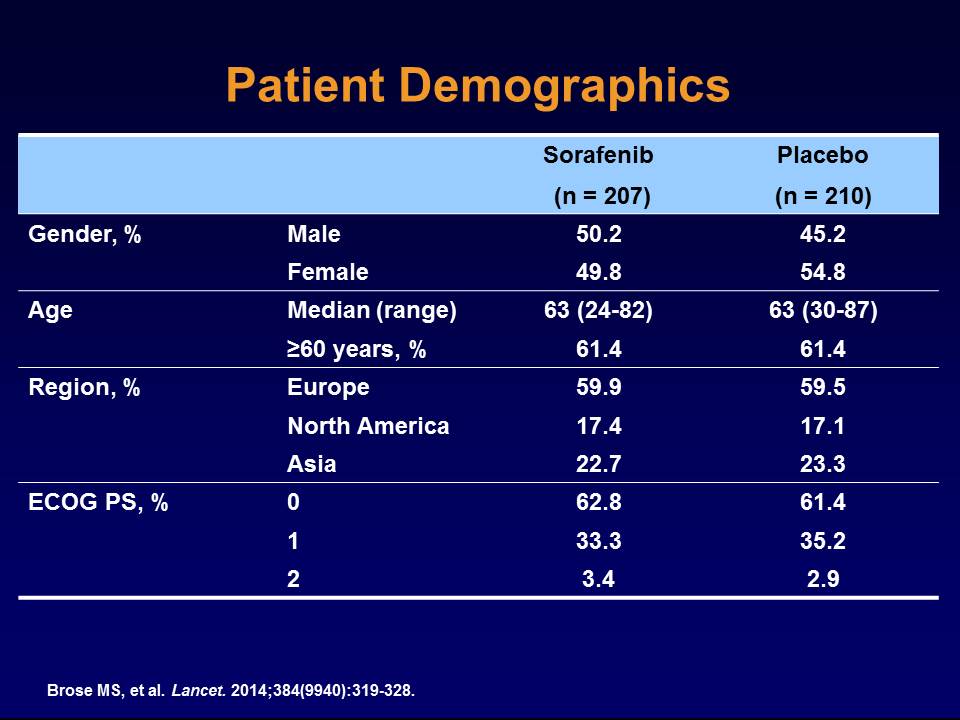 Patient Demographics
Sorafenib Placebo
(n = 207) (n = 210)
Gender, % Male 50.2 45.2
Female 49.8 54.8
Age Median (range) 63 (24-82) 63 (30-87)
≥60 years, % 61.4 61.4
Region, % Europe 59.9 59.5
North America 17.4 17.1
Asia 22.7 23.3
ECOG PS, % 0 62.8 61.4
1 33.3 35.2
2 3.4 2.9
Brose MS, et al. Lancet. 2014;384(9940):319-328.